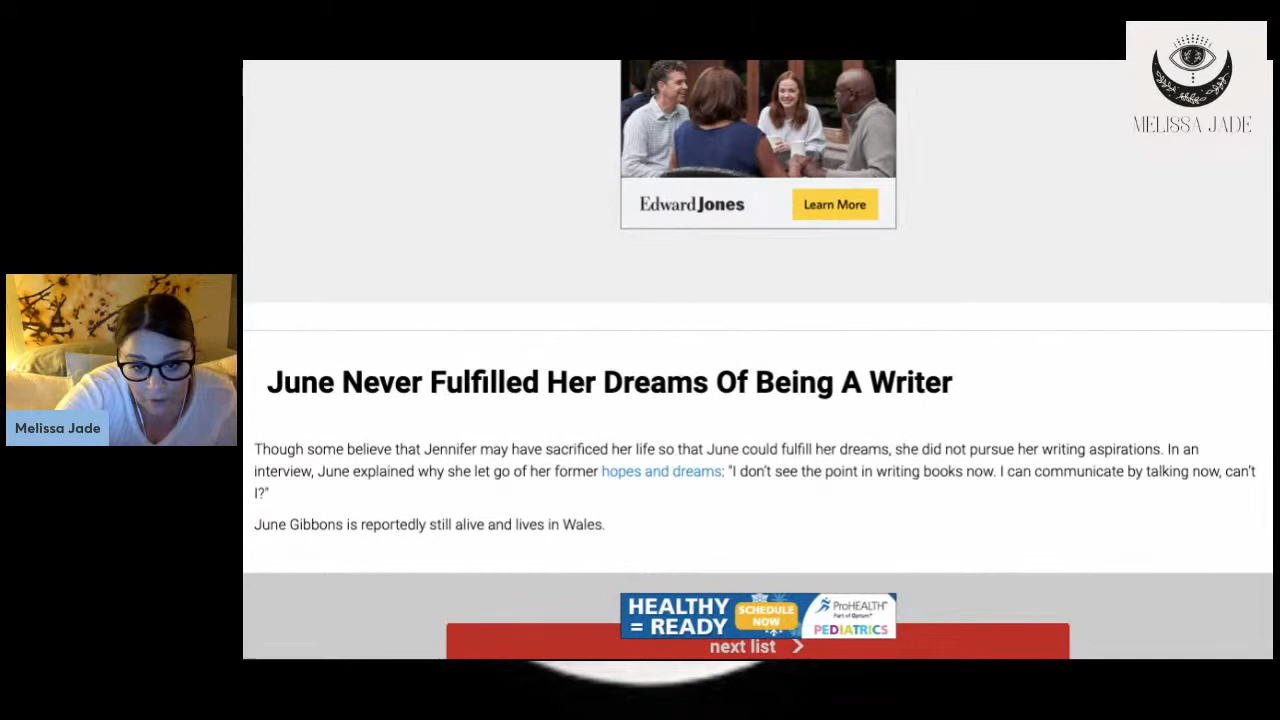 MELISSA JADE
Edward Jones
Learn More
June Never Fulfilled Her Dreams Of Being A Writer
Melissa Jade
Though some believe that Jennifer may have sacrificed her life so that June could fulfill her dreams, she did not pursue her writing aspirations. In an
interview, June explained why she let go of her former hopes and dreams: "I don't see the point in writing books now. I can communicate by talking now, can't
I?"
June Gibbons is reportedly still alive and lives in Wales.
HEALTHY
= READY
SCHEDULE
NOW
ProHEALTH
Part of Optum
PEDIATRICS
next list